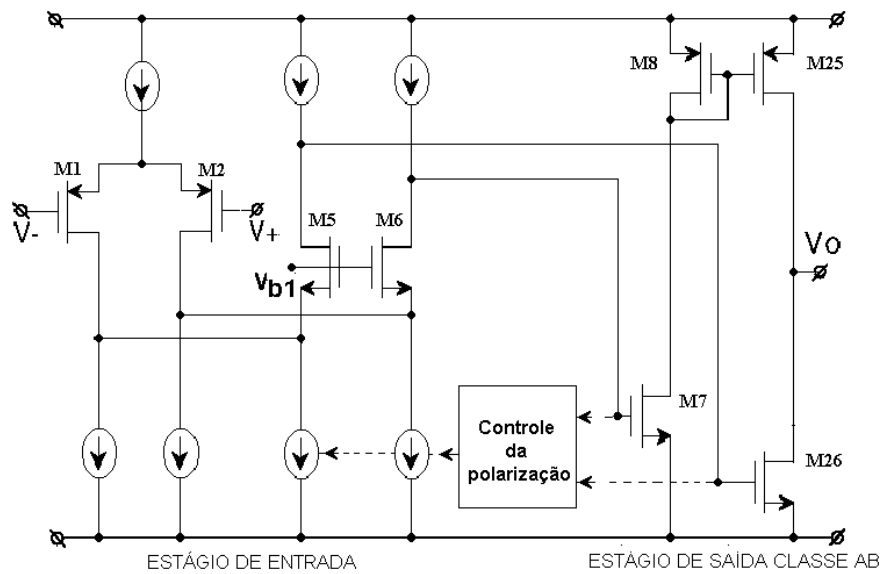 M8
M25
M1
M2
V-
V+
M5
M6
Vb1
VO
M7
Controle
da
polarização
M26
ESTÁGIO DE ENTRADA
ESTÁGIO DE SAÍDA CLASSE AB